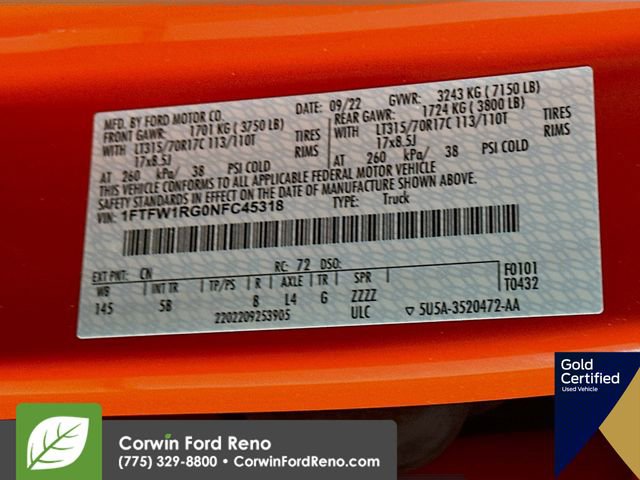 MFD. BY FORD MOTOR CO.
DATE: 09/22 GVWR: 3243 KG ( 7150 LB)
FRONT GAWR: 1701 KG ( 3750 LB) REAR GAWR: 1724 KG ( 3800 LB)
WITH LT315/70R17C 113/110T TIRES WITH LT315/70R17C 113/110T TIRES
17x8.5J RIMS 17x8.5J RIMS
AT 260 kPa/ 38 PSI COLD AT 260 kPa/ 38 PSI COLD
THIS VEHICLE CONFORMS TO ALL APPLICABLE FEDERAL MOTOR VEHICLE
SAFETY STANDARDS IN EFFECT ON THE DATE OF MANUFACTURE SHOWN ABOVE.
VIN: 1FTFW1RG0NFC45318 TYPE: Truck
EXT PNT: CN RC: 72 DSO: F0101
WB INT TR TP/PS R AXLE TR SPR T0432
145 5B 8 L4 G ZZZZ
2202209253905 ULC ▽ 5U5A-3520472-AA
Gold
Certified
Used Vehicle
Corwin Ford Reno
(775) 329-8800 • CorwinFordReno.com